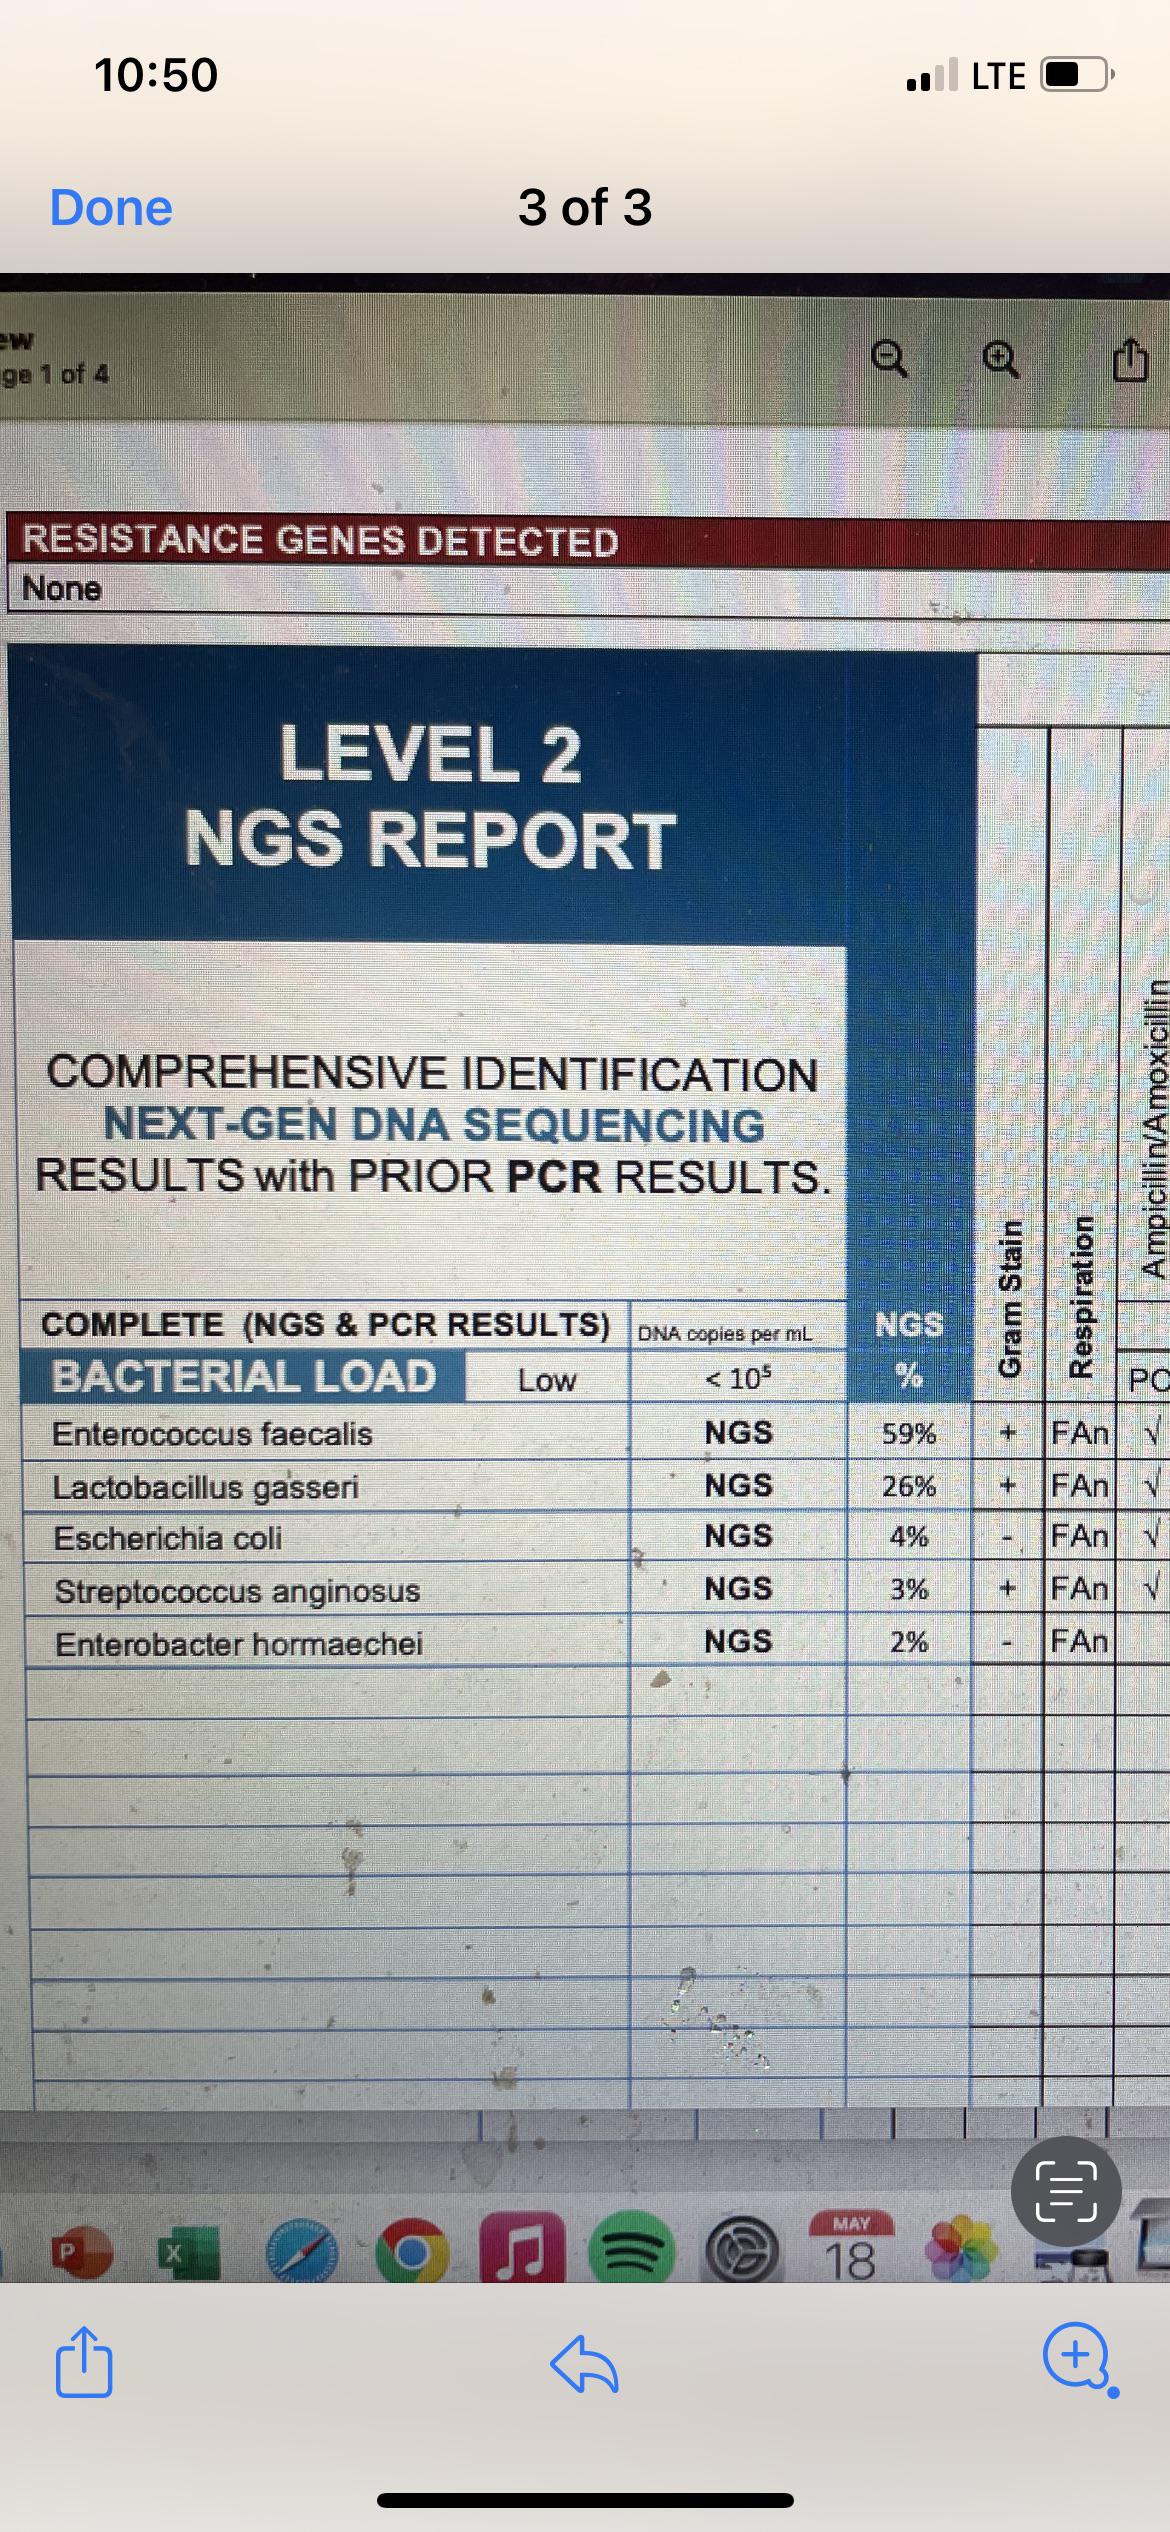 10:50
LTE
Done
3 of 3
ew
ge 1 of 4
RESISTANCE GENES DETECTED
None
LEVEL 2
NGS REPORT
COMPREHENSIVE IDENTIFICATION
NEXT-GEN DNA SEQUENCING
RESULTS with PRIOR PCR RESULTS.
Gram Stain
Respiration
Ampicillin/Amoxicillin
COMPLETE (NGS & PCR RESULTS) DNA copies per mL NGS
BACTERIAL LOAD Low < 10⁵ % PO
Enterococcus faecalis NGS 59% + FAn √
Lactobacillus gasseri NGS 26% + FAn √
Escherichia coli NGS 4% - FAn √
Streptococcus anginosus NGS 3% + FAn √
Enterobacter hormaechei NGS 2% - FAn
P
X
MAY
18